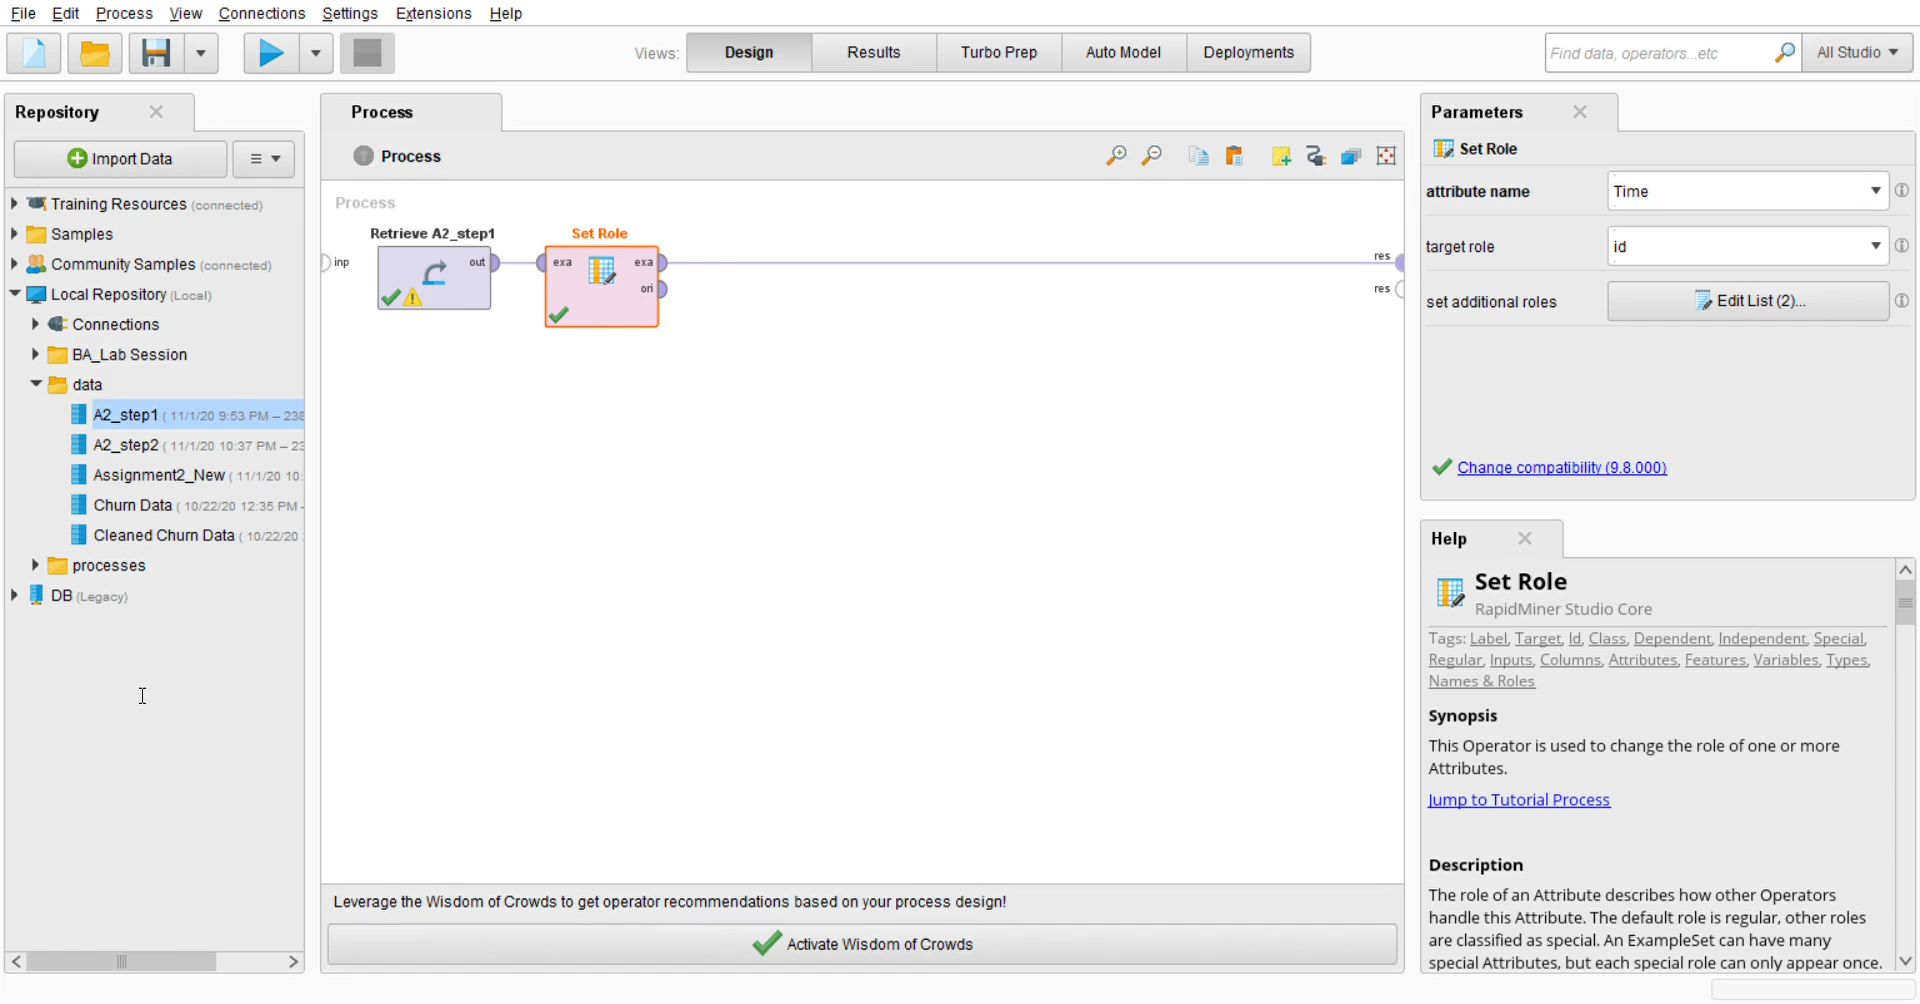 File Edit Process View Connections Settings Extensions Help
Views: Design Results Turbo Prep Auto Model Deployments
Find data, operators...etc All Studio
Repository
Import Data
Training Resources (connected)
Samples
Community Samples (connected)
Local Repository (Local)
Connections
BA_Lab Session
data
A2_step1 ( 11/1/20 9:53 PM – 238
A2_step2 ( 11/1/20 10:37 PM – 23
Assignment2_New ( 11/1/20 10:
Churn Data ( 10/22/20 12:35 PM -
Cleaned Churn Data ( 10/22/20
processes
DB (Legacy)
Process
Process
Process
Retrieve A2_step1 Set Role
inp out exa exa res
ori res
Leverage the Wisdom of Crowds to get operator recommendations based on your process design!
Activate Wisdom of Crowds
Parameters
Set Role
attribute name Time
target role id
set additional roles Edit List (2)...
Change compatibility (9.8.000)
Help
Set Role
RapidMiner Studio Core
Tags: Label, Target, Id, Class, Dependent, Independent, Special,
Regular, Inputs, Columns, Attributes, Features, Variables, Types,
Names & Roles
Synopsis
This Operator is used to change the role of one or more
Attributes.
Jump to Tutorial Process
Description
The role of an Attribute describes how other Operators
handle this Attribute. The default role is regular, other roles
are classified as special. An ExampleSet can have many
special Attributes, but each special role can only appear once.